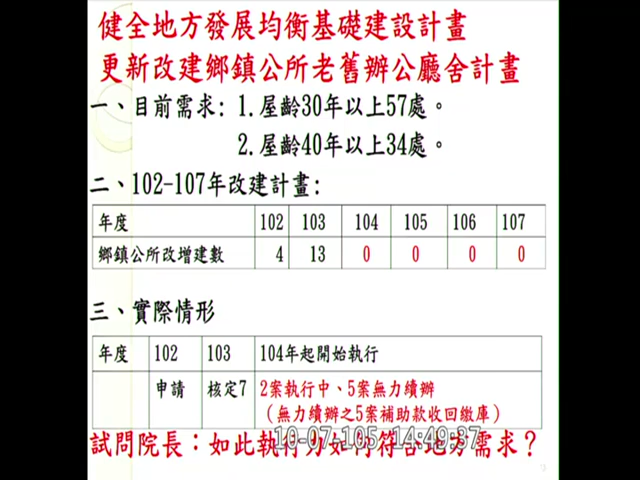 健全地方發展均衡基礎建設計畫
更新改建鄉鎮公所老舊辦公廳舍計畫
一、目前需求: 1.屋齡30年以上57處。
2.屋齡40年以上34處。
二、102-107年改建計畫:
年度 102 103 104 105 106 107
鄉鎮公所改增建數 4 13 0 0 0 0
三、實際情形
年度 102 103 104年起開始執行
申請 核定7 2案執行中、5案無力續辦
(無力續辦之5案補助款收回繳庫)
試問院長：如此執行力如何符合地方需求？
10-07-105 14:49:37